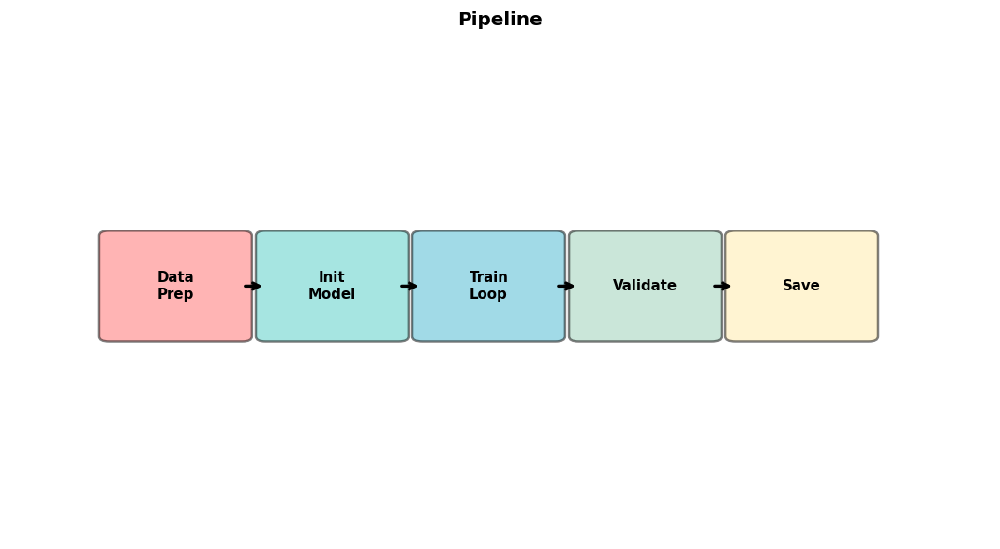 Pipeline
Data
Prep
Init
Model
Train
Loop
Validate
Save